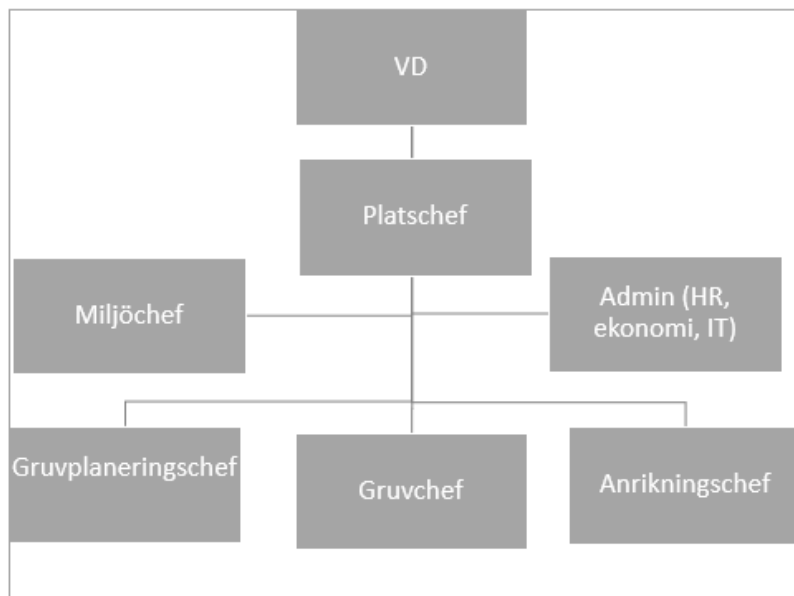 VD
Platschef
Miljöchef
Admin (HR,
ekonomi, IT)
Gruvplaneringschef
Gruvchef
Anrikningschef